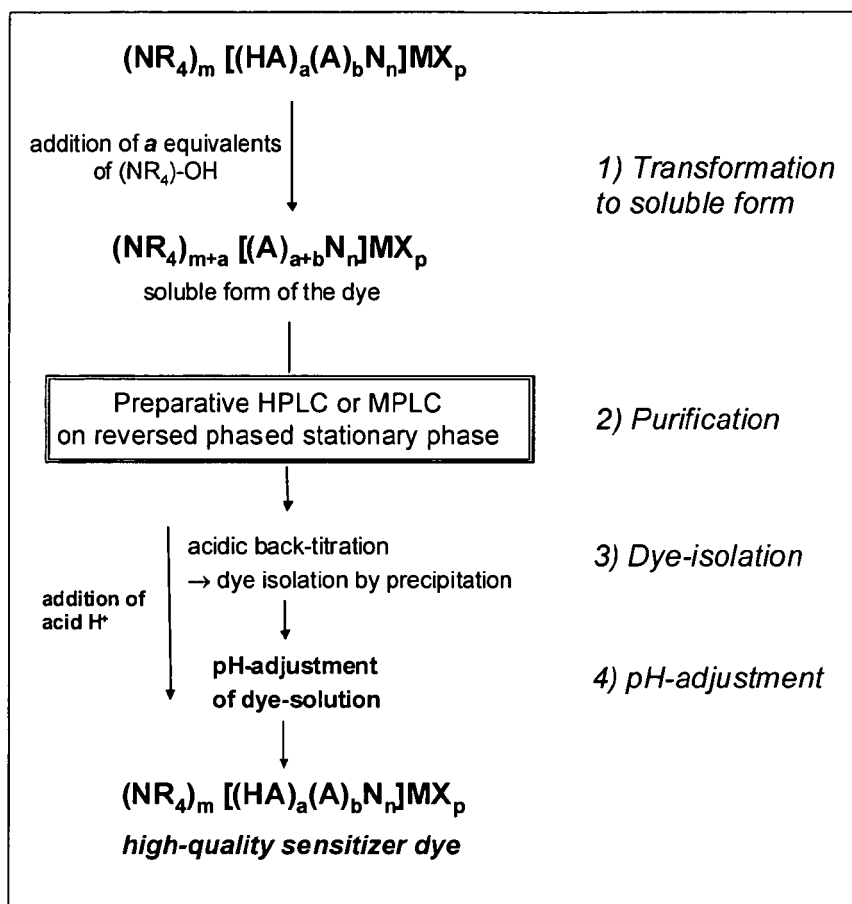 (NR₄)ₘ [(HA)ₐ(A)_bNₙ]MXₚ
addition of a equivalents
of (NR₄)-OH
1) Transformation
to soluble form
(NR₄)ₘ₊ₐ [(A)ₐ₊_bNₙ]MXₚ
soluble form of the dye
Preparative HPLC or MPLC
on reversed phased stationary phase
2) Purification
acidic back-titration
→ dye isolation by precipitation
3) Dye-isolation
addition of
acid H⁺
pH-adjustment
of dye-solution
4) pH-adjustment
(NR₄)ₘ [(HA)ₐ(A)_bNₙ]MXₚ
high-quality sensitizer dye